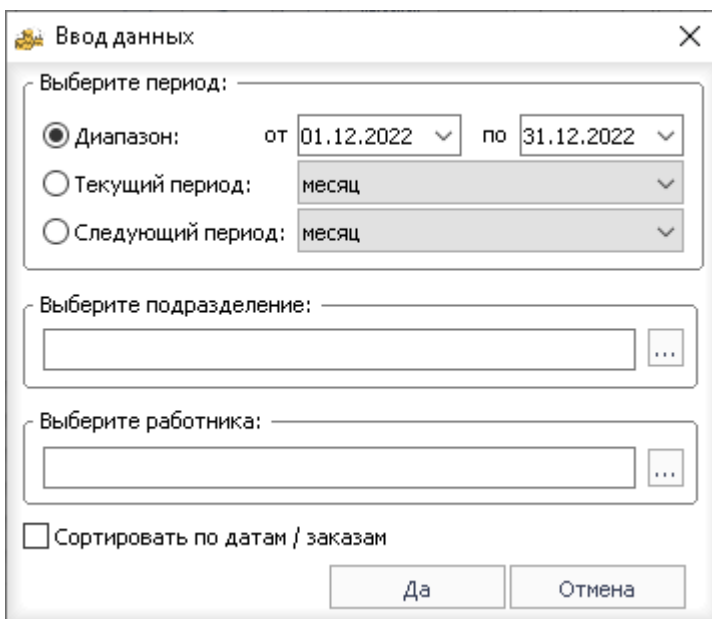 Ввод данных
Выберите период:
Диапазон: от 01.12.2022 по 31.12.2022
Текущий период: месяц
Следующий период: месяц
Выберите подразделение:
...
Выберите работника:
...
Сортировать по датам / заказам
Да Отмена